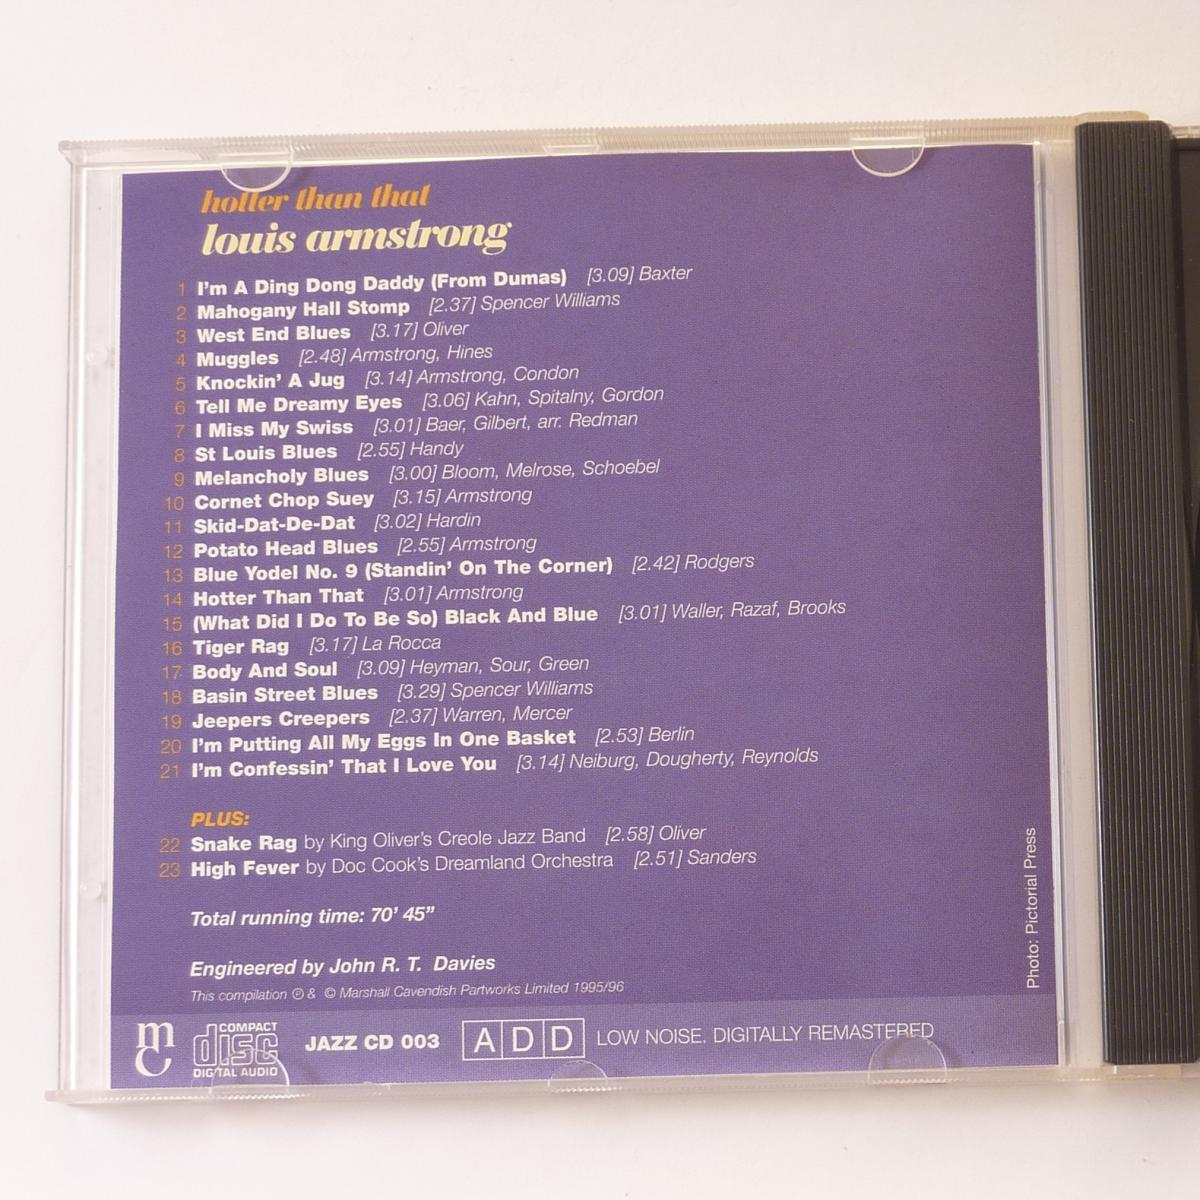 hotter than that
louis armstrong
1 I'm A Ding Dong Daddy (From Dumas) [3.09] Baxter
2 Mahogany Hall Stomp [2.37] Spencer Williams
3 West End Blues [3.17] Oliver
4 Muggles [2.48] Armstrong, Hines
5 Knockin' A Jug [3.14] Armstrong, Condon
6 Tell Me Dreamy Eyes [3.06] Kahn, Spitalny, Gordon
7 I Miss My Swiss [3.01] Baer, Gilbert, arr. Redman
8 St Louis Blues [2.55] Handy
9 Melancholy Blues [3.00] Bloom, Melrose, Schoebel
10 Cornet Chop Suey [3.15] Armstrong
11 Skid-Dat-De-Dat [3.02] Hardin
12 Potato Head Blues [2.55] Armstrong
13 Blue Yodel No. 9 (Standin' On The Corner) [2.42] Rodgers
14 Hotter Than That [3.01] Armstrong
15 (What Did I Do To Be So) Black And Blue [3.01] Waller, Razaf, Brooks
16 Tiger Rag [3.17] La Rocca
17 Body And Soul [3.09] Heyman, Sour, Green
18 Basin Street Blues [3.29] Spencer Williams
19 Jeepers Creepers [2.37] Warren, Mercer
20 I'm Putting All My Eggs In One Basket [2.53] Berlin
21 I'm Confessin' That I Love You [3.14] Neiburg, Dougherty, Reynolds
PLUS:
22 Snake Rag by King Oliver's Creole Jazz Band [2.58] Oliver
23 High Fever by Doc Cook's Dreamland Orchestra [2.51] Sanders
Total running time: 70' 45"
Engineered by John R. T. Davies
This compilation ℗ & © Marshall Cavendish Partworks Limited 1995/96
Photo: Pictorial Press
mc
COMPACT
disc
DIGITAL AUDIO
JAZZ CD 003
ADD
LOW NOISE. DIGITALLY REMASTERED